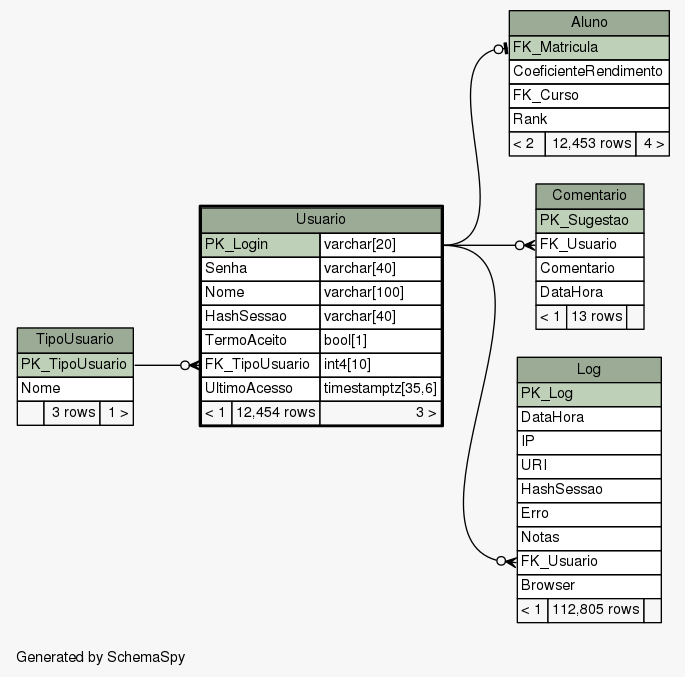 Aluno
FK_Matricula
CoeficienteRendimento
FK_Curso
Rank
< 2 12,453 rows 4 >
Comentario
PK_Sugestao
FK_Usuario
Comentario
DataHora
< 1 13 rows
Usuario
PK_Login varchar[20]
Senha varchar[40]
Nome varchar[100]
HashSessao varchar[40]
TermoAceito bool[1]
FK_TipoUsuario int4[10]
UltimoAcesso timestamptz[35,6]
< 1 12,454 rows 3 >
TipoUsuario
PK_TipoUsuario
Nome
3 rows 1 >
Log
PK_Log
DataHora
IP
URI
HashSessao
Erro
Notas
FK_Usuario
Browser
< 1 112,805 rows
Generated by SchemaSpy